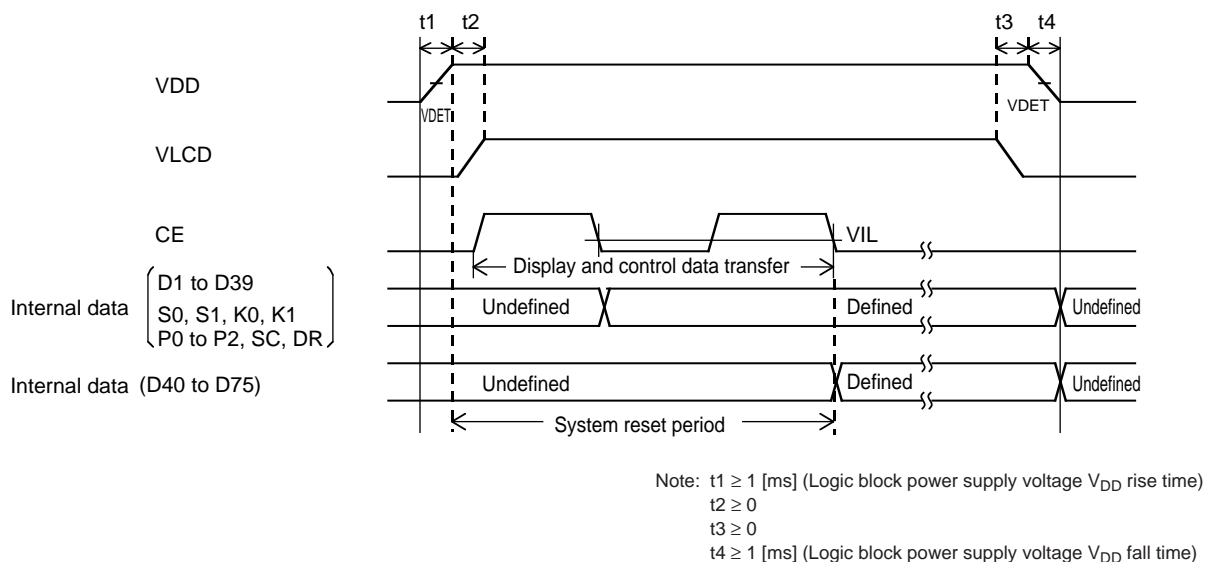 t1 t2 t3 t4
VDD
VDET VDET
VLCD
CE
VIL
Display and control data transfer
Internal data
D1 to D39
S0, S1, K0, K1
P0 to P2, SC, DR
Undefined Defined Undefined
Internal data (D40 to D75)
Undefined Defined Undefined
System reset period
Note: t1 ≥ 1 [ms] (Logic block power supply voltage VDD rise time)
t2 ≥ 0
t3 ≥ 0
t4 ≥ 1 [ms] (Logic block power supply voltage VDD fall time)